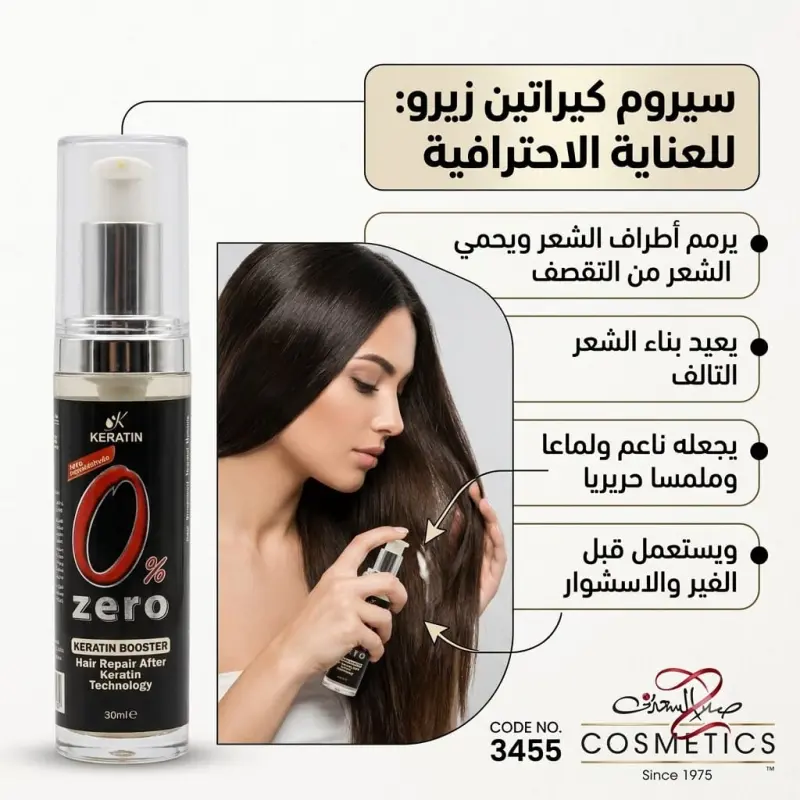 سيروم كيراتين زيرو:
للعناية الاحترافية
يرمم أطراف الشعر ويحمي
الشعر من التقصف
يعيد بناء الشعر
التالف
يجعله ناعم ولماعا
وملمسا حريريا
ويستعمل قبل
الفير والاسشوار
KERATIN
0%
zero
KERATIN BOOSTER
Hair Repair After
Keratin
Technology
30ml e
CODE NO.
3455
COSMETICS
TM
Since 1975